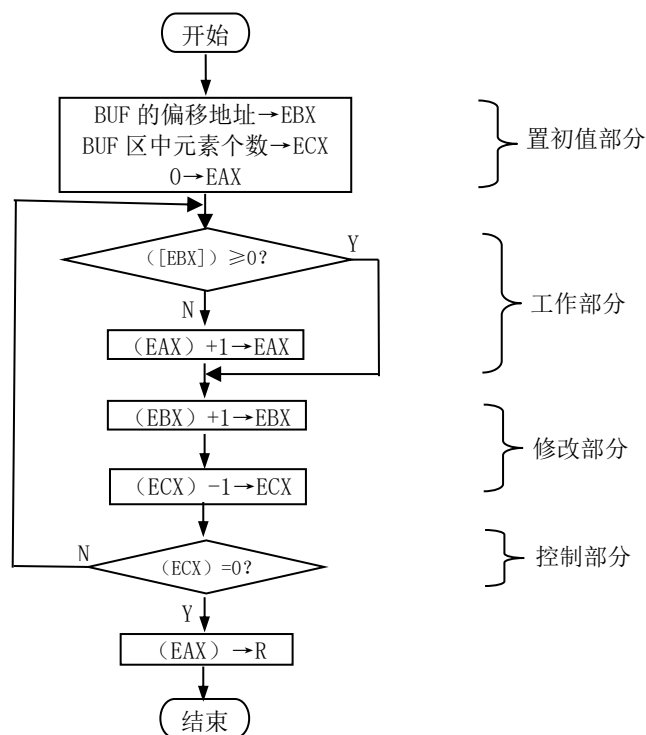 开始
BUF 的偏移地址→EBX
BUF 区中元素个数→ECX
0→EAX
置初值部分
([EBX])≥0?
Y
N
工作部分
(EAX)+1→EAX
(EBX)+1→EBX
修改部分
(ECX)-1→ECX
N
(ECX)=0?
控制部分
Y
(EAX)→R
结束